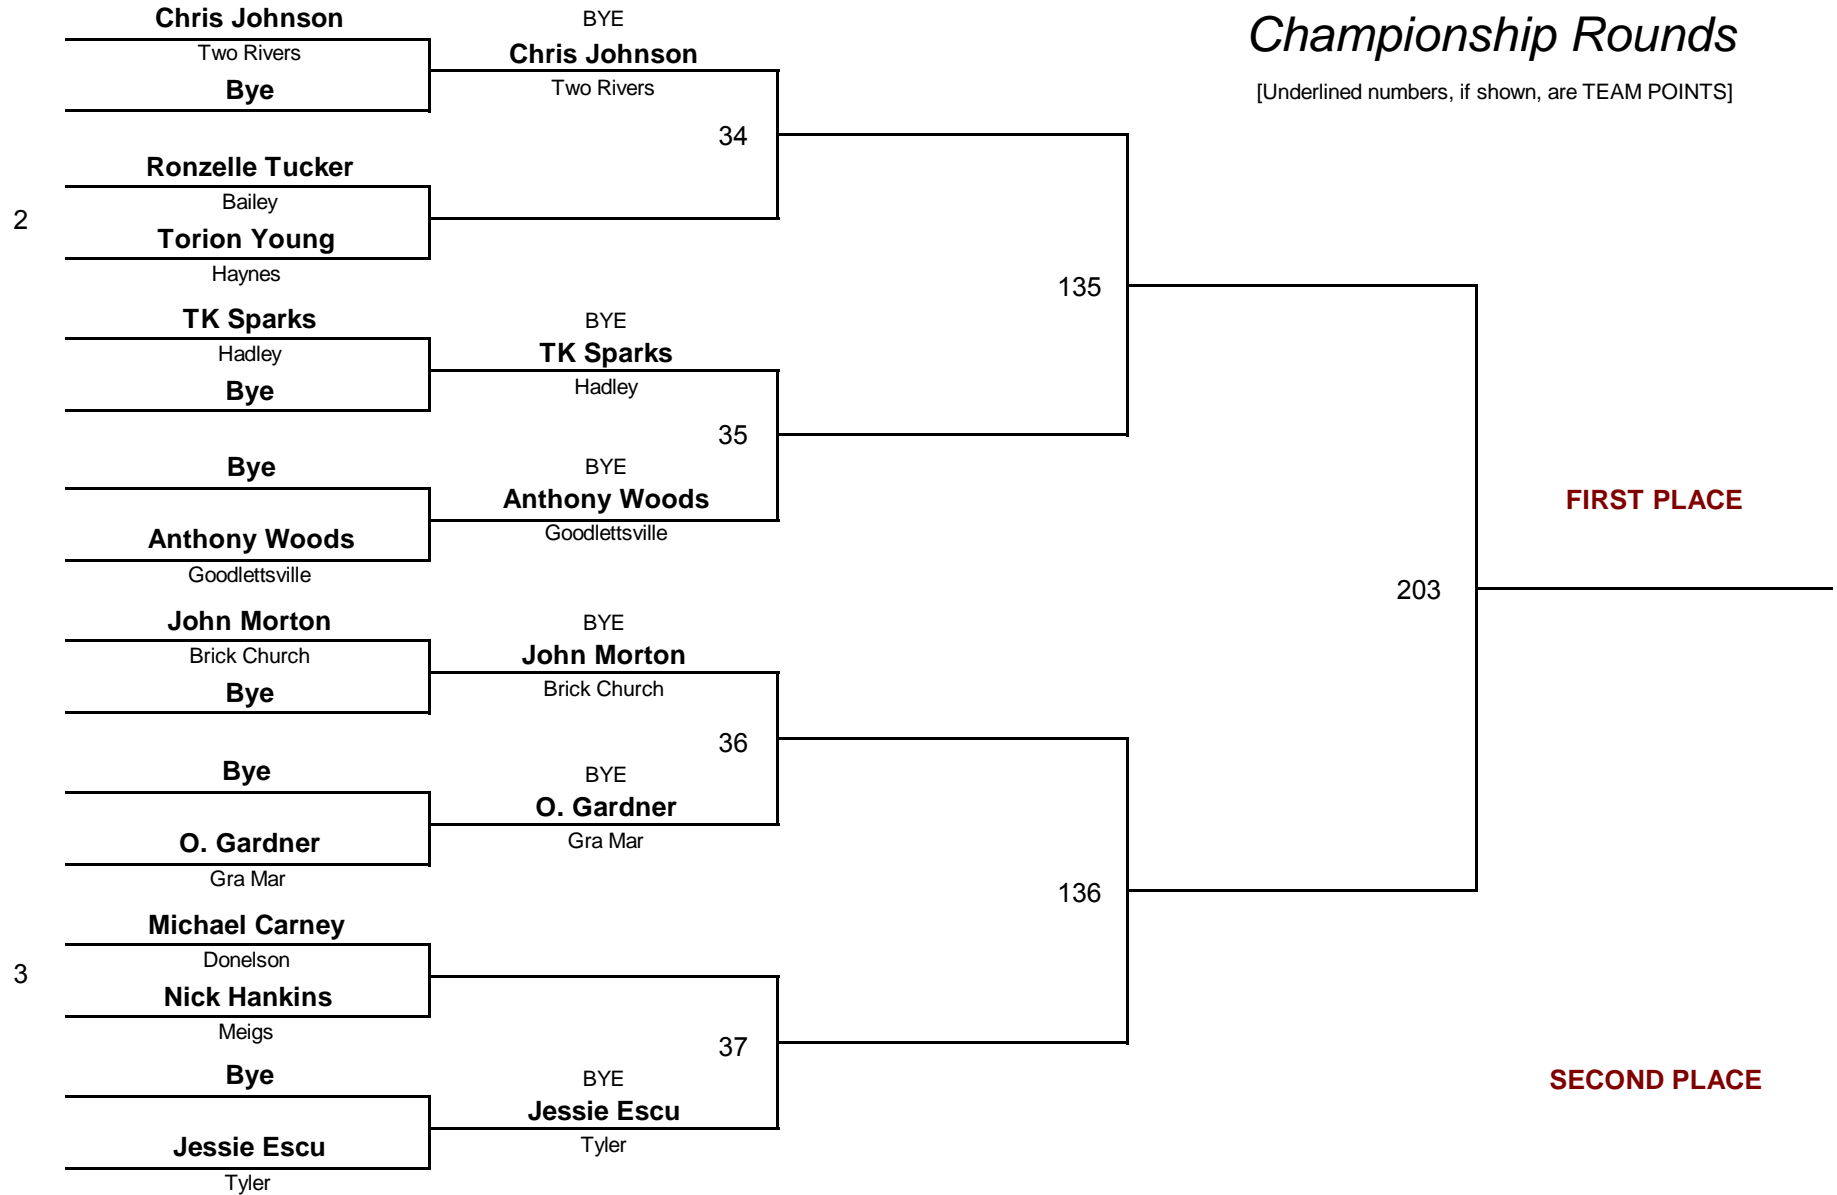 Championship Rounds
[Underlined numbers, if shown, are TEAM POINTS]
Chris Johnson
Two Rivers
Bye
2
Ronzelle Tucker
Bailey
Torion Young
Haynes
TK Sparks
Hadley
Bye
Bye
Anthony Woods
Goodlettsville
John Morton
Brick Church
Bye
Bye
O. Gardner
Gra Mar
3
Michael Carney
Donelson
Nick Hankins
Meigs
Bye
Jessie Escu
Tyler
BYE
Chris Johnson
Two Rivers
34
BYE
TK Sparks
Hadley
35
BYE
Anthony Woods
Goodlettsville
BYE
John Morton
Brick Church
36
BYE
O. Gardner
Gra Mar
37
BYE
Jessie Escu
Tyler
135
136
203
FIRST PLACE
SECOND PLACE